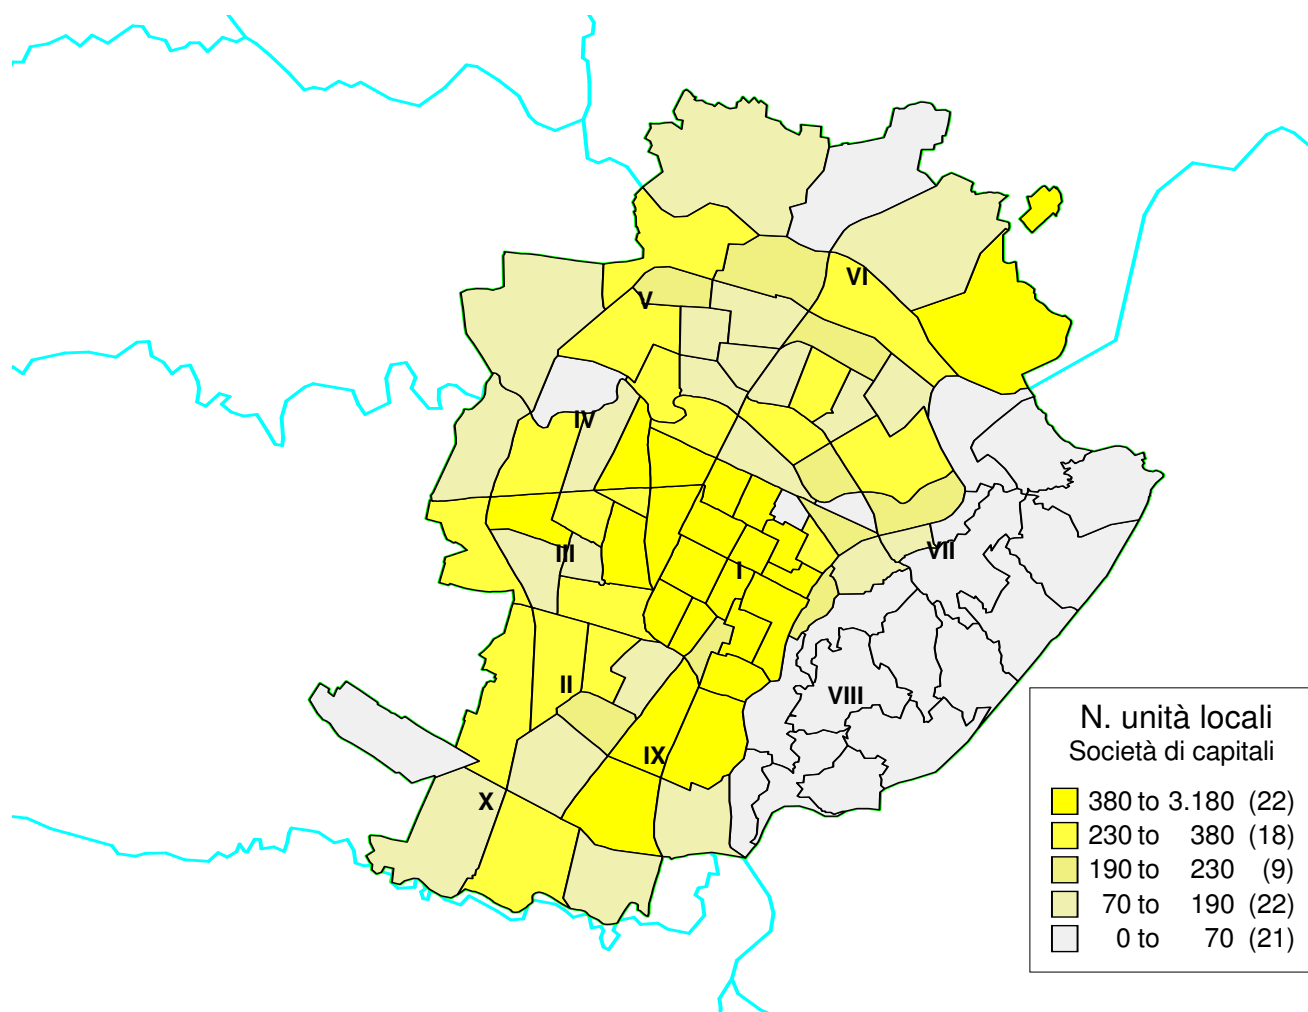 VI
V
IV
III
VII
I
II
VIII
IX
X
N. unità locali
Società di capitali
380 to 3.180 (22)
230 to 380 (18)
190 to 230 (9)
70 to 190 (22)
0 to 70 (21)